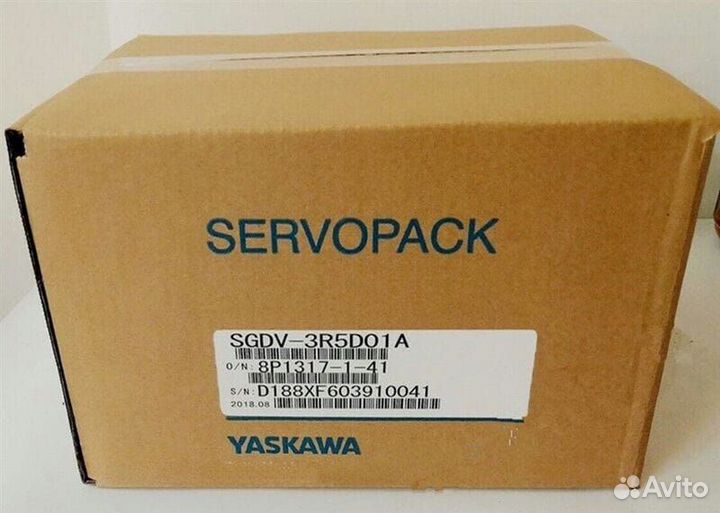 SERVOPACK
SGDV-3R5D01A
O/N: 8P1317-1-41
S/N: D188XF603910041
2018.08
YASKAWA
Avito